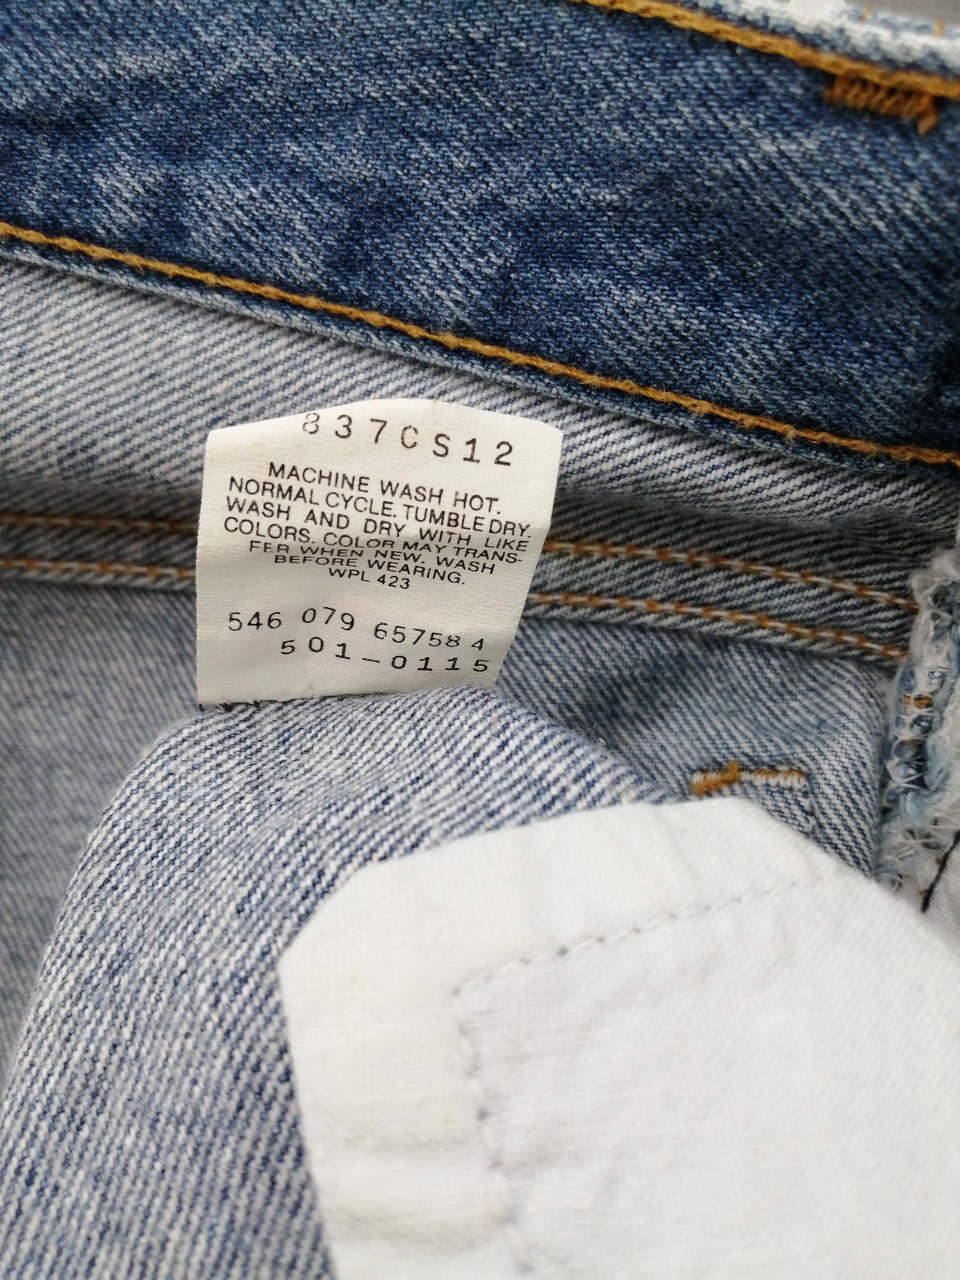 837CS12
MACHINE WASH HOT.
NORMAL CYCLE. TUMBLE DRY.
WASH AND DRY WITH LIKE
COLORS. COLOR MAY TRANS-
FER WHEN NEW. WASH
BEFORE WEARING.
WPL 423
546 079 657584
501-0115